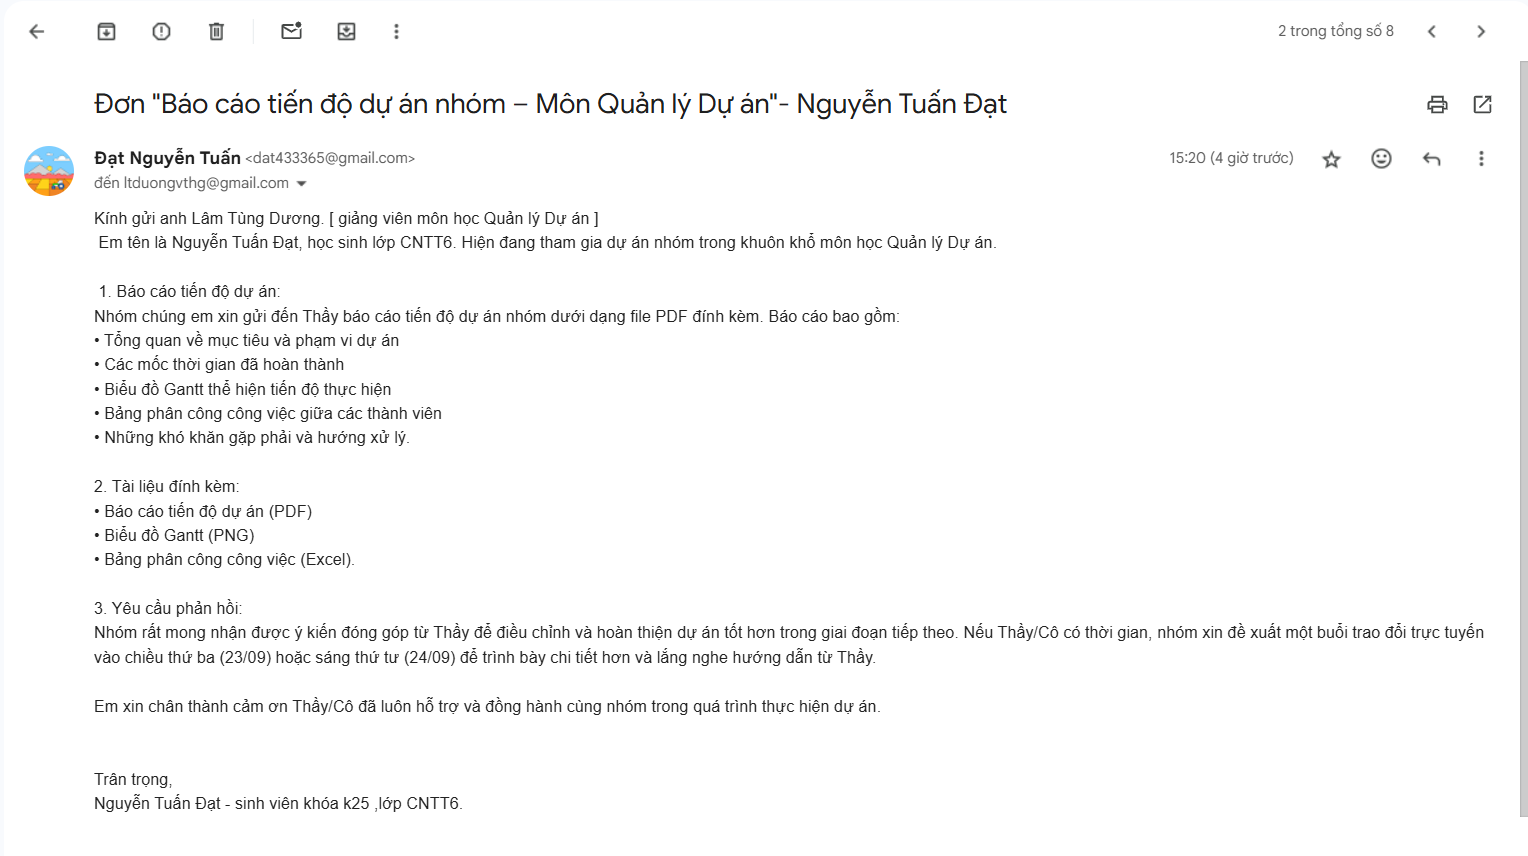 2 trong tổng số 8
Đơn "Báo cáo tiến độ dự án nhóm – Môn Quản lý Dự án"- Nguyễn Tuấn Đạt
Đạt Nguyễn Tuấn <dat433365@gmail.com>
15:20 (4 giờ trước)
đến ltduongvthg@gmail.com
Kính gửi anh Lâm Tùng Dương. [ giảng viên môn học Quản lý Dự án ]
Em tên là Nguyễn Tuấn Đạt, học sinh lớp CNTT6. Hiện đang tham gia dự án nhóm trong khuôn khổ môn học Quản lý Dự án.
1. Báo cáo tiến độ dự án:
Nhóm chúng em xin gửi đến Thầy báo cáo tiến độ dự án nhóm dưới dạng file PDF đính kèm. Báo cáo bao gồm:
• Tổng quan về mục tiêu và phạm vi dự án
• Các mốc thời gian đã hoàn thành
• Biểu đồ Gantt thể hiện tiến độ thực hiện
• Bảng phân công công việc giữa các thành viên
• Những khó khăn gặp phải và hướng xử lý.
2. Tài liệu đính kèm:
• Báo cáo tiến độ dự án (PDF)
• Biểu đồ Gantt (PNG)
• Bảng phân công công việc (Excel).
3. Yêu cầu phản hồi:
Nhóm rất mong nhận được ý kiến đóng góp từ Thầy để điều chỉnh và hoàn thiện dự án tốt hơn trong giai đoạn tiếp theo. Nếu Thầy/Cô có thời gian, nhóm xin đề xuất một buổi trao đổi trực tuyến
vào chiều thứ ba (23/09) hoặc sáng thứ tư (24/09) để trình bày chi tiết hơn và lắng nghe hướng dẫn từ Thầy.
Em xin chân thành cảm ơn Thầy/Cô đã luôn hỗ trợ và đồng hành cùng nhóm trong quá trình thực hiện dự án.
Trân trọng,
Nguyễn Tuấn Đạt - sinh viên khóa k25 ,lớp CNTT6.